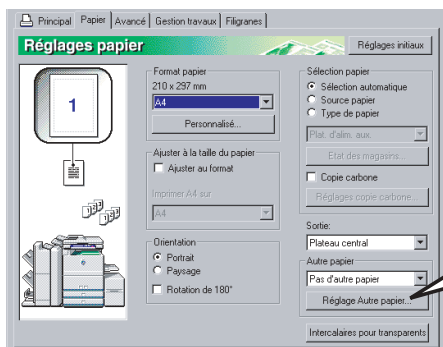 Principal Papier Avancé Gestion travaux Filigranes
Réglages papier
Réglages initiaux
1
Format papier
210 x 297 mm
A4
Personnalisé...
Ajuster à la taille du papier
Ajuster au format
Imprimer A4 sur
A4
Orientation
Portrait
Paysage
Rotation de 180°
Sélection papier
Sélection automatique
Source papier
Type de papier
Plat. d'alim. aux.
Etat des magasins...
Copie carbone
Réglages copie carbone...
Sortie:
Plateau central
Autre papier
Pas d'autre papier
Réglage Autre papier...
Intercalaires pour transparents
123
123